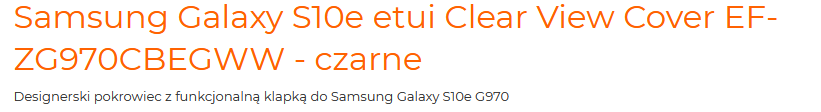 Samsung Galaxy S10e etui Clear View Cover EF-
ZG970CBEGWW - czarne
Designerski pokrowiec z funkcjonalną klapką do Samsung Galaxy S10e G970